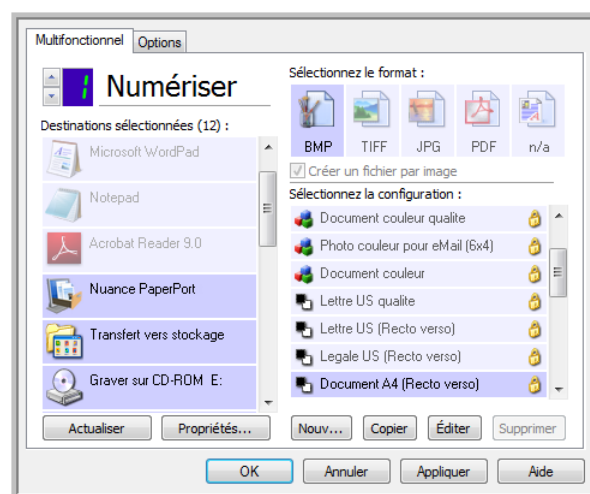 Multifonctionnel Options
1 Numériser
Destinations sélectionnées (12) :
Microsoft WordPad
Notepad
Acrobat Reader 9.0
Nuance PaperPort
Transfert vers stockage
Graver sur CD-ROM E:
Actualiser Propriétés...
Sélectionnez le format :
BMP TIFF JPG PDF n/a
Créer un fichier par image
Sélectionnez la configuration :
Document couleur qualite
Photo couleur pour eMail (6x4)
Document couleur
Lettre US qualite
Lettre US (Recto verso)
Legale US (Recto verso)
Document A4 (Recto verso)
Nouv... Copier Éditer Supprimer
OK Annuler Appliquer Aide